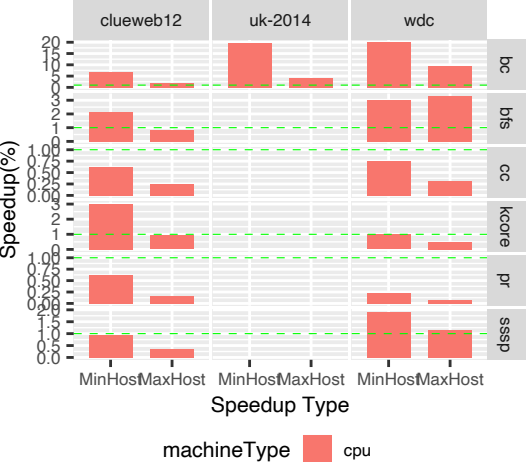 clueweb12 uk-2014 wdc
Speedup(%)
20
15
10
5
0
bc
3
2
1
0
bfs
1.00
0.75
0.50
0.25
0.00
cc
3
2
1
0
kcore
1.00
0.75
0.50
0.25
0.00
pr
2.0
1.5
1.0
0.5
0.0
sssp
MinHost MaxHost MinHost MaxHost MinHost MaxHost
Speedup Type
machineType cpu